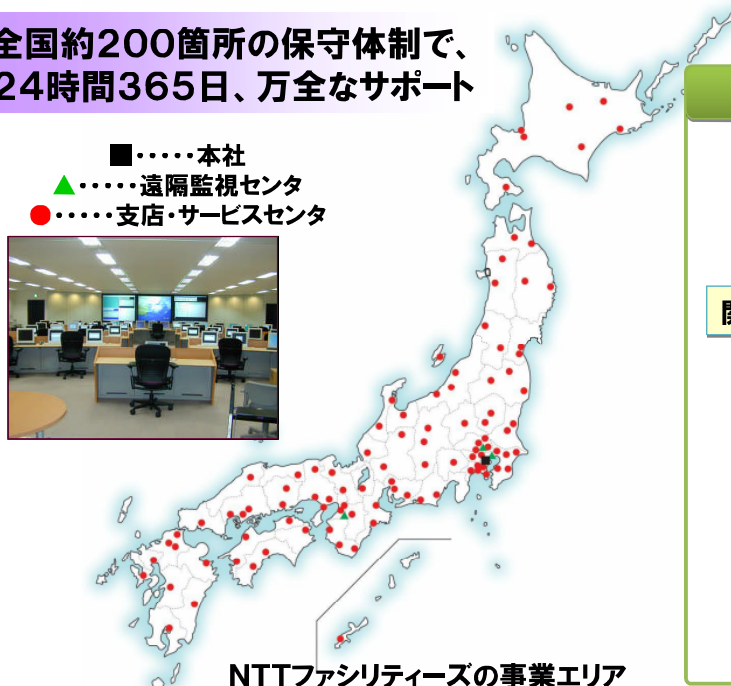 全国約200箇所の保守体制で、
24時間365日、万全なサポート
■・・・・・本社
▲・・・・・遠隔監視センタ
●・・・・・支店・サービスセンタ
NTTファシリティーズの事業エリア